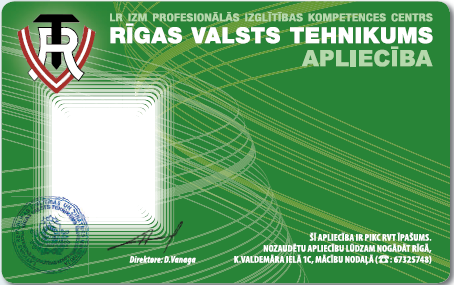 LR IZM PROFESIONĀLĀS IZGLĪTĪBAS KOMPETENCES CENTRS
RĪGAS VALSTS TEHNIKUMS
APLIECĪBA
RTK
Direktore: D.Vanaga
ŠĪ APLIECĪBA IR PIKC RVT ĪPAŠUMS.
NOZAUDĒTU APLIECĪBU LŪDZAM NOGĀDĀT RĪGĀ,
K.VALDEMĀRA IELĀ 1C, MĀCĪBU NODAĻĀ (☎: 67325748)